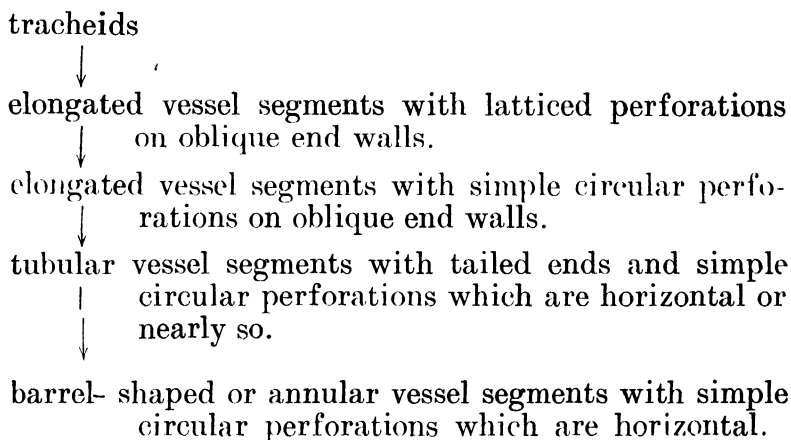 tracheids
elongated vessel segments with latticed perforations
on oblique end walls.
elongated vessel segments with simple circular perfo-
rations on oblique end walls.
tubular vessel segments with tailed ends and simple
circular perforations which are horizontal or
nearly so.
barrel- shaped or annular vessel segments with simple
circular perforations which are horizontal.